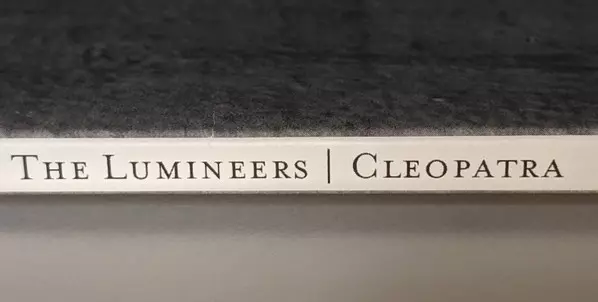 THE LUMINEERS | CLEOPATRA